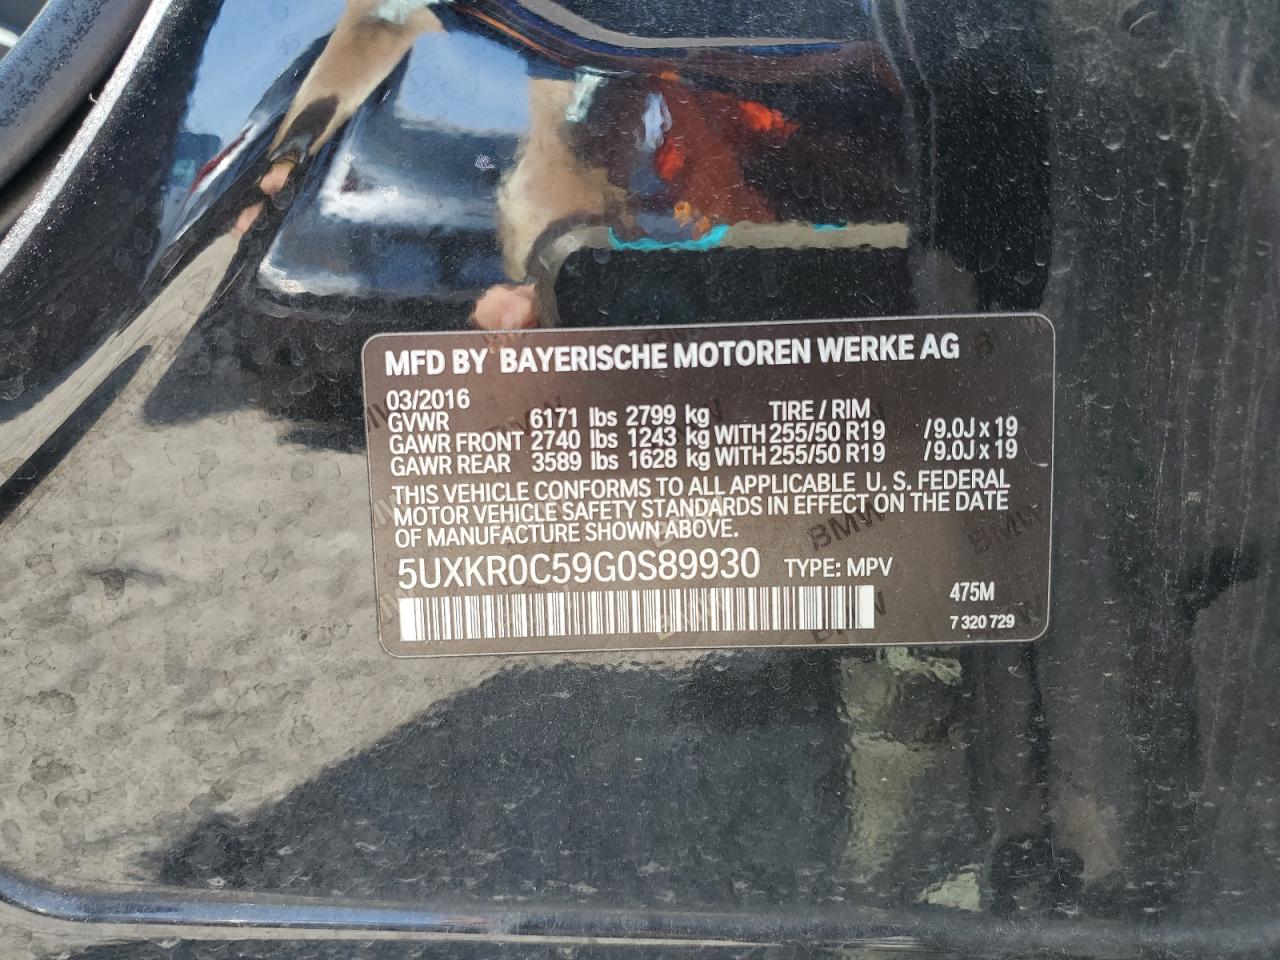 MFD BY BAYERISCHE MOTOREN WERKE AG
03/2016
GVWR 6171 lbs 2799 kg TIRE / RIM
GAWR FRONT 2740 lbs 1243 kg WITH 255/50 R19 /9.0J x 19
GAWR REAR 3589 lbs 1628 kg WITH 255/50 R19 /9.0J x 19
THIS VEHICLE CONFORMS TO ALL APPLICABLE U. S. FEDERAL
MOTOR VEHICLE SAFETY STANDARDS IN EFFECT ON THE DATE
OF MANUFACTURE SHOWN ABOVE.
5UXKR0C59G0S89930 TYPE: MPV
475M
7 320 729